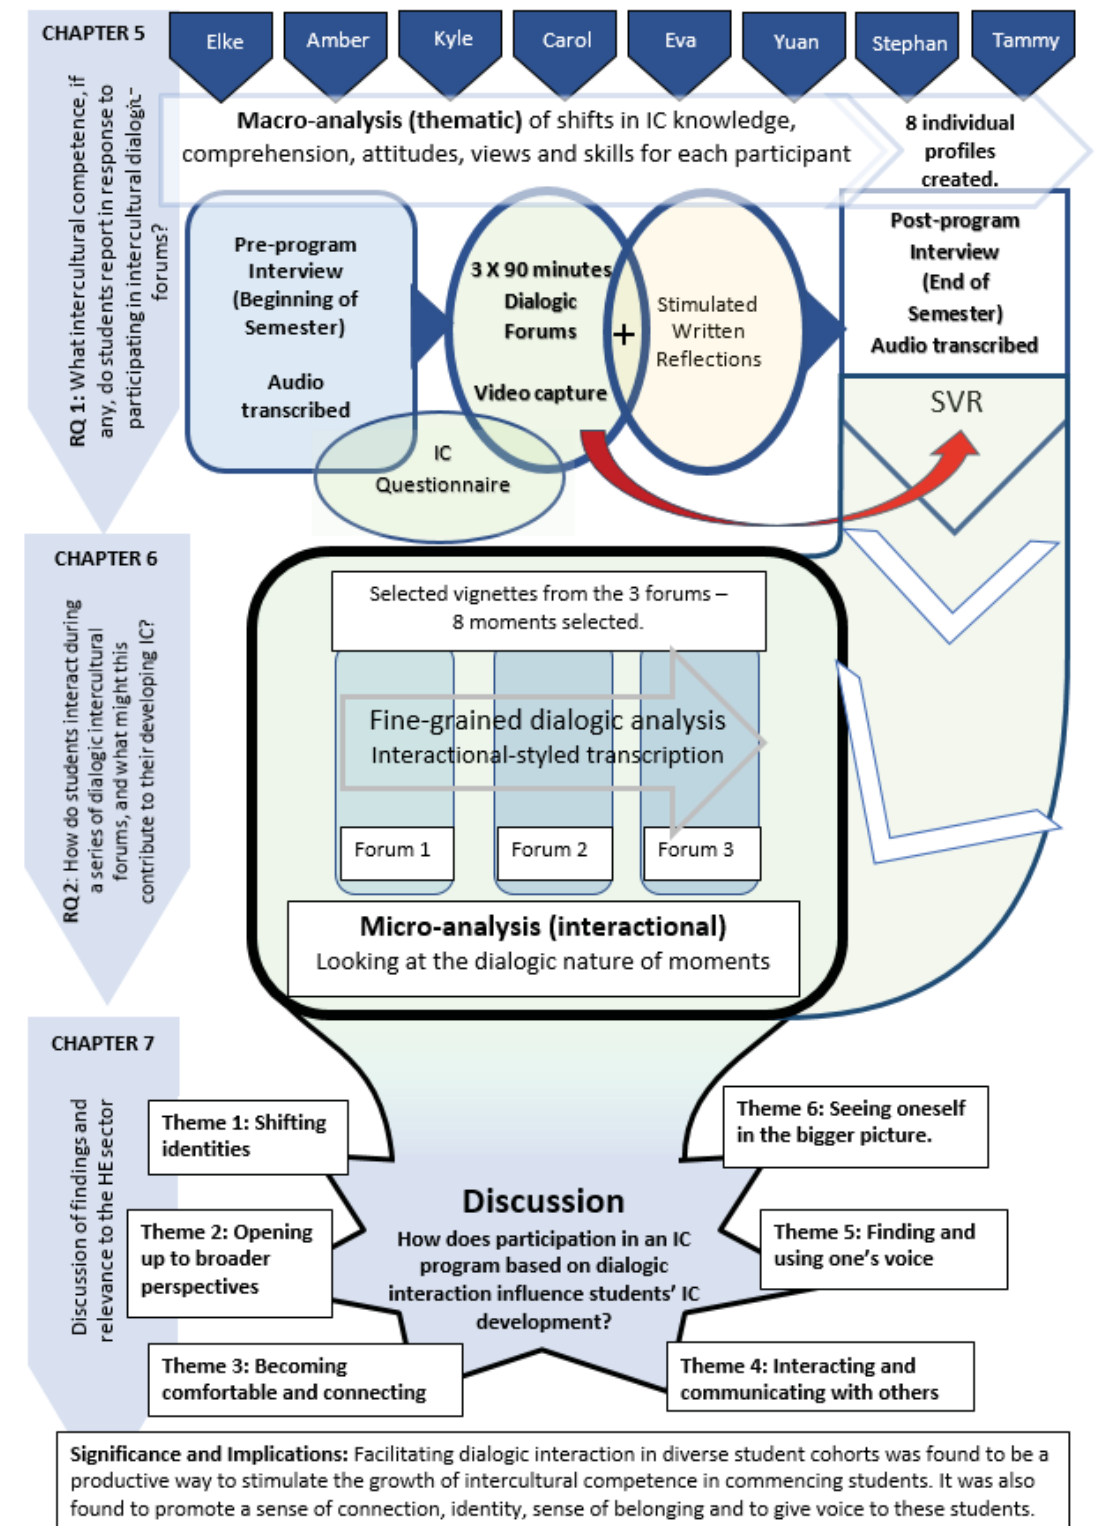 CHAPTER 5
Elke
Amber
Kyle
Carol
Eva
Yuan
Stephan
Tammy
RQ 1: What intercultural competence, if
any, do students report in response to
participating in intercultural dialogic
forums?
Macro-analysis (thematic) of shifts in IC knowledge,
comprehension, attitudes, views and skills for each participant
8 individual
profiles
created.
Pre-program
Interview
(Beginning of
Semester)
Audio
transcribed
3 X 90 minutes
Dialogic
Forums
Video capture
+
Stimulated
Written
Reflections
Post-program
Interview
(End of
Semester)
Audio transcribed
IC
Questionnaire
SVR
CHAPTER 6
RQ2: How do students interact during
a series of dialogic intercultural
forums, and what might this
contribute to their developing IC?
Selected vignettes from the 3 forums –
8 moments selected.
Fine-grained dialogic analysis
Interactional-styled transcription
Forum 1
Forum 2
Forum 3
Micro-analysis (interactional)
Looking at the dialogic nature of moments
CHAPTER 7
Discussion of findings and
relevance to the HE sector
Theme 1: Shifting
identities
Theme 2: Opening
up to broader
perspectives
Theme 3: Becoming
comfortable and connecting
Discussion
How does participation in an IC
program based on dialogic
interaction influence students’ IC
development?
Theme 6: Seeing oneself
in the bigger picture.
Theme 5: Finding and
using one’s voice
Theme 4: Interacting and
communicating with others
Significance and Implications: Facilitating dialogic interaction in diverse student cohorts was found to be a
productive way to stimulate the growth of intercultural competence in commencing students. It was also
found to promote a sense of connection, identity, sense of belonging and to give voice to these students.